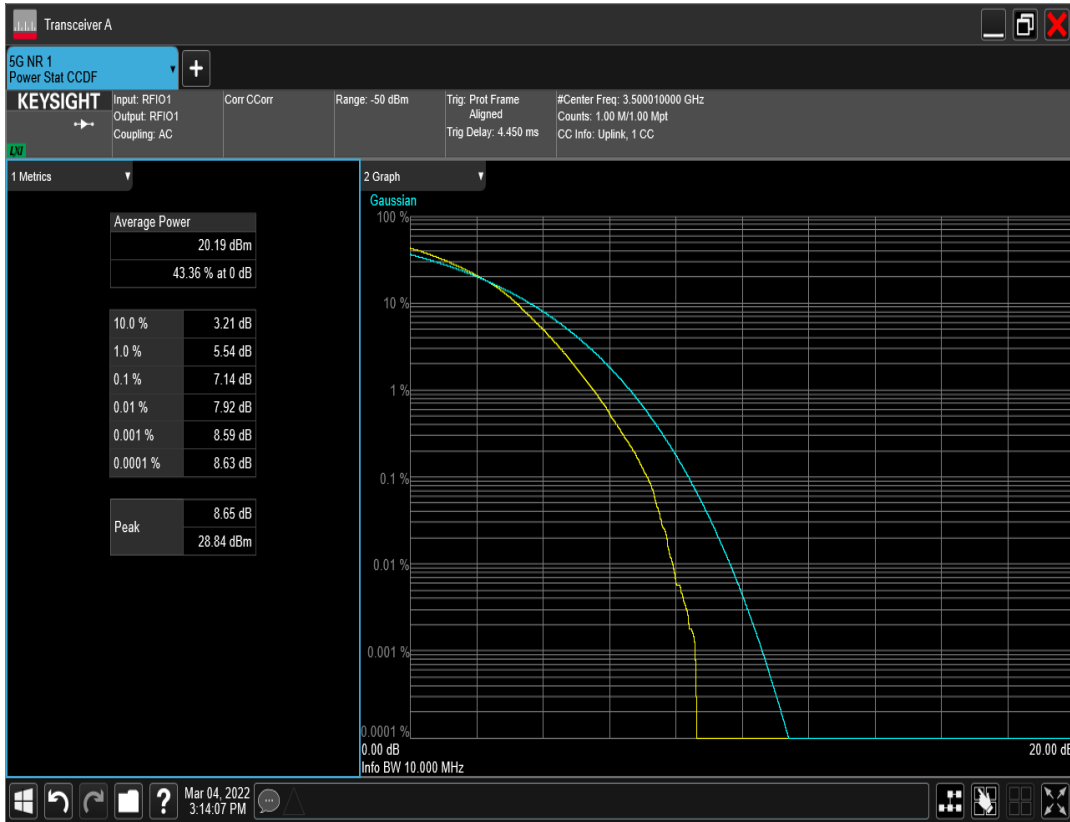 Transceiver A
5G NR 1
Power Stat CCDF
+
KEYSIGHT
LXI
Input: RFIO1
Output: RFIO1
Coupling: AC
Corr CCorr
Range: -50 dBm
Trig: Prot Frame
Aligned
Trig Delay: 4.450 ms
#Center Freq: 3.500010000 GHz
Counts: 1.00 M/1.00 Mpt
CC Info: Uplink, 1 CC
1 Metrics
Average Power
20.19 dBm
43.36 % at 0 dB
10.0 % 3.21 dB
1.0 % 5.54 dB
0.1 % 7.14 dB
0.01 % 7.92 dB
0.001 % 8.59 dB
0.0001 % 8.63 dB
Peak 8.65 dB
28.84 dBm
2 Graph
Gaussian
100 %
10 %
1 %
0.1 %
0.01 %
0.001 %
0.0001 %
0.00 dB 20.00 dB
Info BW 10.000 MHz
?
Mar 04, 2022
3:14:07 PM